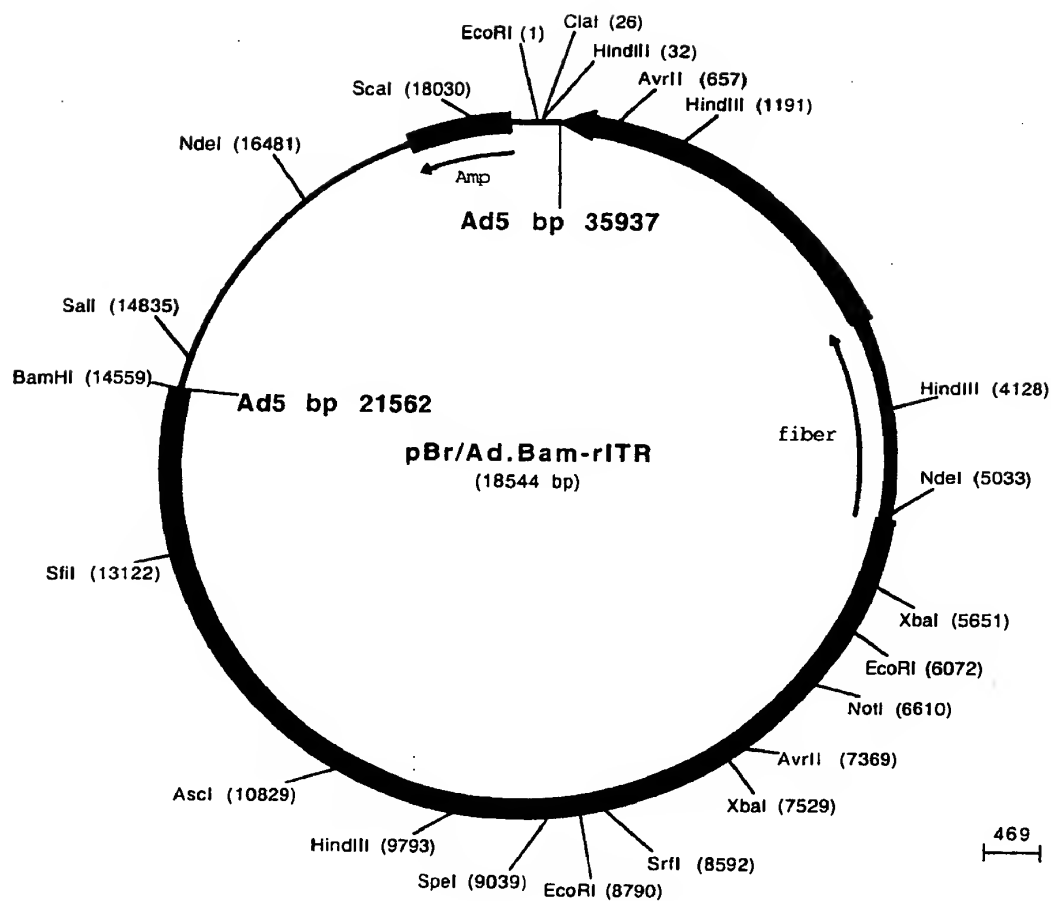 EcoRI (1)
ClaI (26)
HindIII (32)
AvrII (657)
HindIII (1191)
ScaI (18030)
NdeI (16481)
Amp
Ad5 bp 35937
SalI (14835)
BamHI (14559)
Ad5 bp 21562
HindIII (4128)
fiber
pBr/Ad.Bam-rITR
(18544 bp)
NdeI (5033)
SfiI (13122)
XbaI (5651)
EcoRI (6072)
NotI (6610)
AvrII (7369)
AscI (10829)
XbaI (7529)
HindIII (9793)
SrfI (8592)
469
SpeI (9039)
EcoRI (8790)